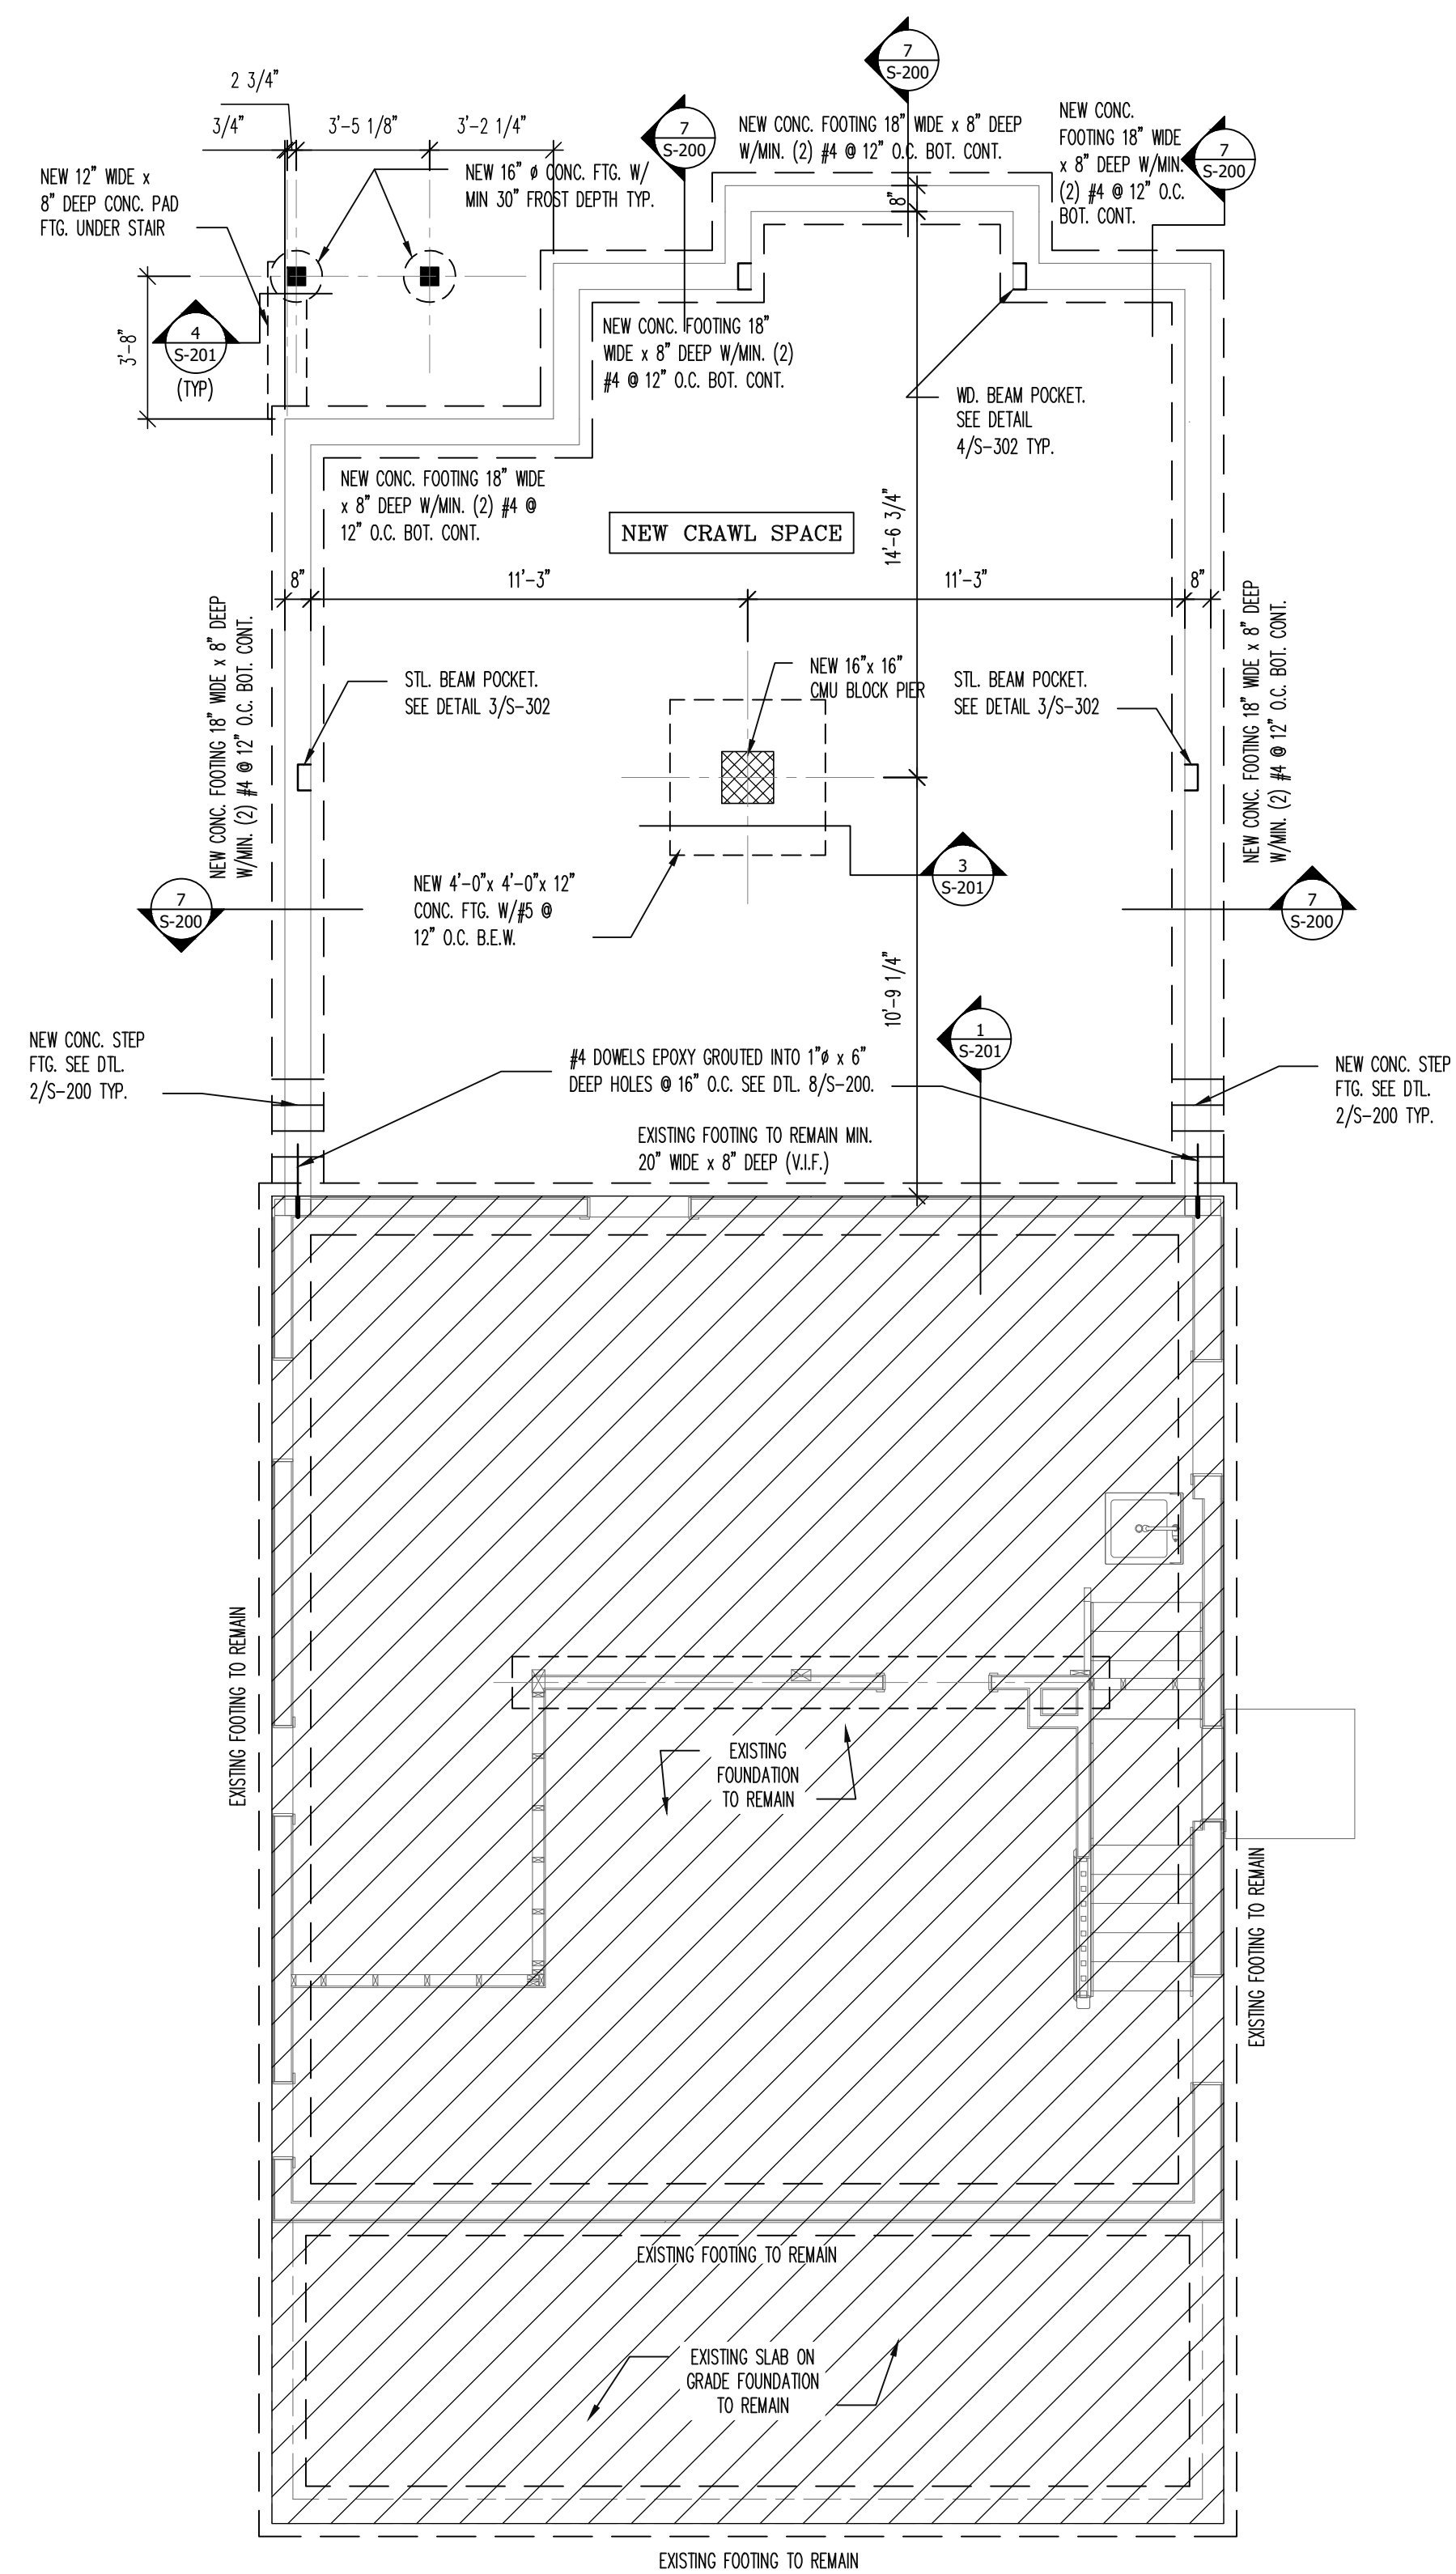 7
S-200
2 3/4"
3/4"
3'-5 1/8"
3'-2 1/4"
7
S-200
NEW CONC. FOOTING 18" WIDE x 8" DEEP
W/MIN. (2) #4 @ 12" O.C. BOT. CONT.
NEW CONC.
FOOTING 18" WIDE
x 8" DEEP W/MIN.
(2) #4 @ 12" O.C.
BOT. CONT.
7
S-200
NEW 12" WIDE x
8" DEEP CONC. PAD
FTG. UNDER STAIR
NEW 16" Ø CONC. FTG. W/
MIN 30" FROST DEPTH TYP.
8"
3'-8"
4
S-201
(TYP)
NEW CONC. FOOTING 18"
WIDE x 8" DEEP W/MIN. (2)
#4 @ 12" O.C. BOT. CONT.
WD. BEAM POCKET.
SEE DETAIL
4/S-302 TYP.
NEW CONC. FOOTING 18" WIDE
x 8" DEEP W/MIN. (2) #4 @
12" O.C. BOT. CONT.
NEW CRAWL SPACE
14'-6 3/4"
8"
11'-3"
11'-3"
8"
NEW CONC. FOOTING 18" WIDE x 8" DEEP
W/MIN. (2) #4 @ 12" O.C. BOT. CONT.
NEW CONC. FOOTING 18" WIDE x 8" DEEP
W/MIN. (2) #4 @ 12" O.C. BOT. CONT.
STL. BEAM POCKET.
SEE DETAIL 3/S-302
NEW 16"x 16"
CMU BLOCK PIER
STL. BEAM POCKET.
SEE DETAIL 3/S-302
3
S-201
NEW 4'-0"x 4'-0"x 12"
CONC. FTG. W/#5 @
12" O.C. B.E.W.
7
S-200
7
S-200
10'-9 1/4"
1
S-201
NEW CONC. STEP
FTG. SEE DTL.
2/S-200 TYP.
#4 DOWELS EPOXY GROUTED INTO 1"ø x 6"
DEEP HOLES @ 16" O.C. SEE DTL. 8/S-200.
NEW CONC. STEP
FTG. SEE DTL.
2/S-200 TYP.
EXISTING FOOTING TO REMAIN MIN.
20" WIDE x 8" DEEP (V.I.F.)
EXISTING FOOTING TO REMAIN
EXISTING
FOUNDATION
TO REMAIN
EXISTING FOOTING TO REMAIN
EXISTING FOOTING TO REMAIN
EXISTING SLAB ON
GRADE FOUNDATION
TO REMAIN
EXISTING FOOTING TO REMAIN